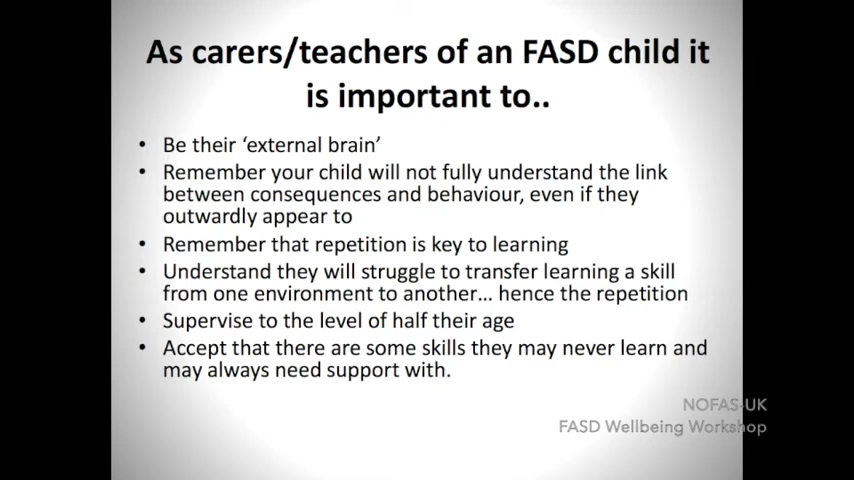 As carers/teachers of an FASD child it
is important to..
• Be their ‘external brain’
• Remember your child will not fully understand the link
between consequences and behaviour, even if they
outwardly appear to
• Remember that repetition is key to learning
• Understand they will struggle to transfer learning a skill
from one environment to another… hence the repetition
• Supervise to the level of half their age
• Accept that there are some skills they may never learn and
may always need support with.
NOFAS-UK
FASD Wellbeing Workshop